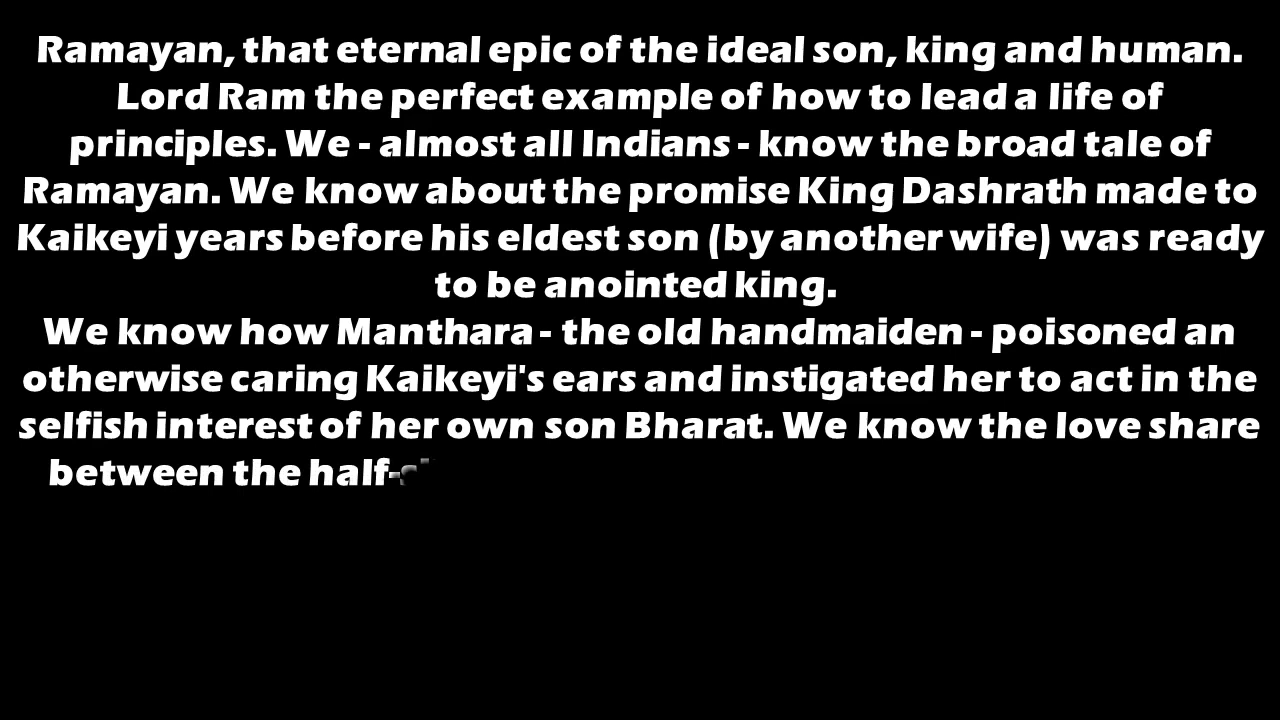 Ramayan, that eternal epic of the ideal son, king and human.
Lord Ram the perfect example of how to lead a life of
principles. We - almost all Indians - know the broad tale of
Ramayan. We know about the promise King Dashrath made to
Kaikeyi years before his eldest son (by another wife) was ready
to be anointed king.
We know how Manthara - the old handmaiden - poisoned an
otherwise caring Kaikeyi's ears and instigated her to act in the
selfish interest of her own son Bharat. We know the love share
between the half-